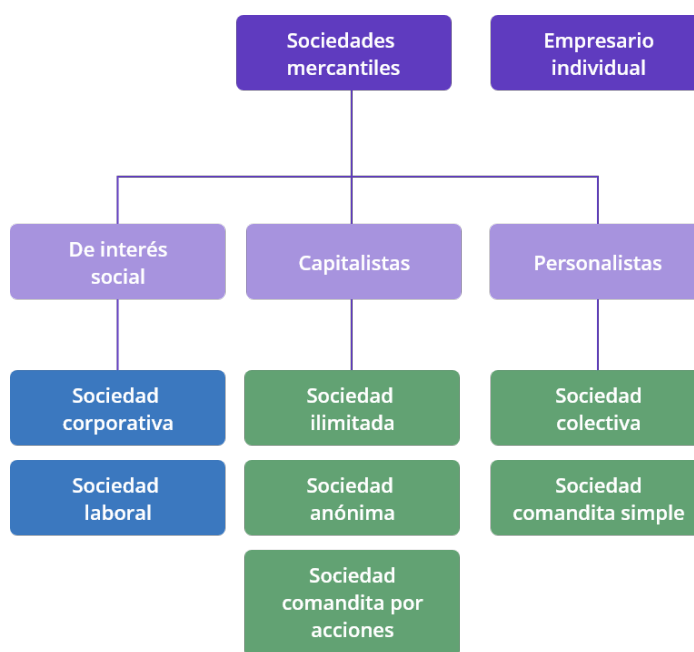 Sociedades
mercantiles
Empresario
individual
De interés
social
Capitalistas
Personalistas
Sociedad
corporativa
Sociedad
ilimitada
Sociedad
colectiva
Sociedad
laboral
Sociedad
anónima
Sociedad
comandita simple
Sociedad
comandita por
acciones